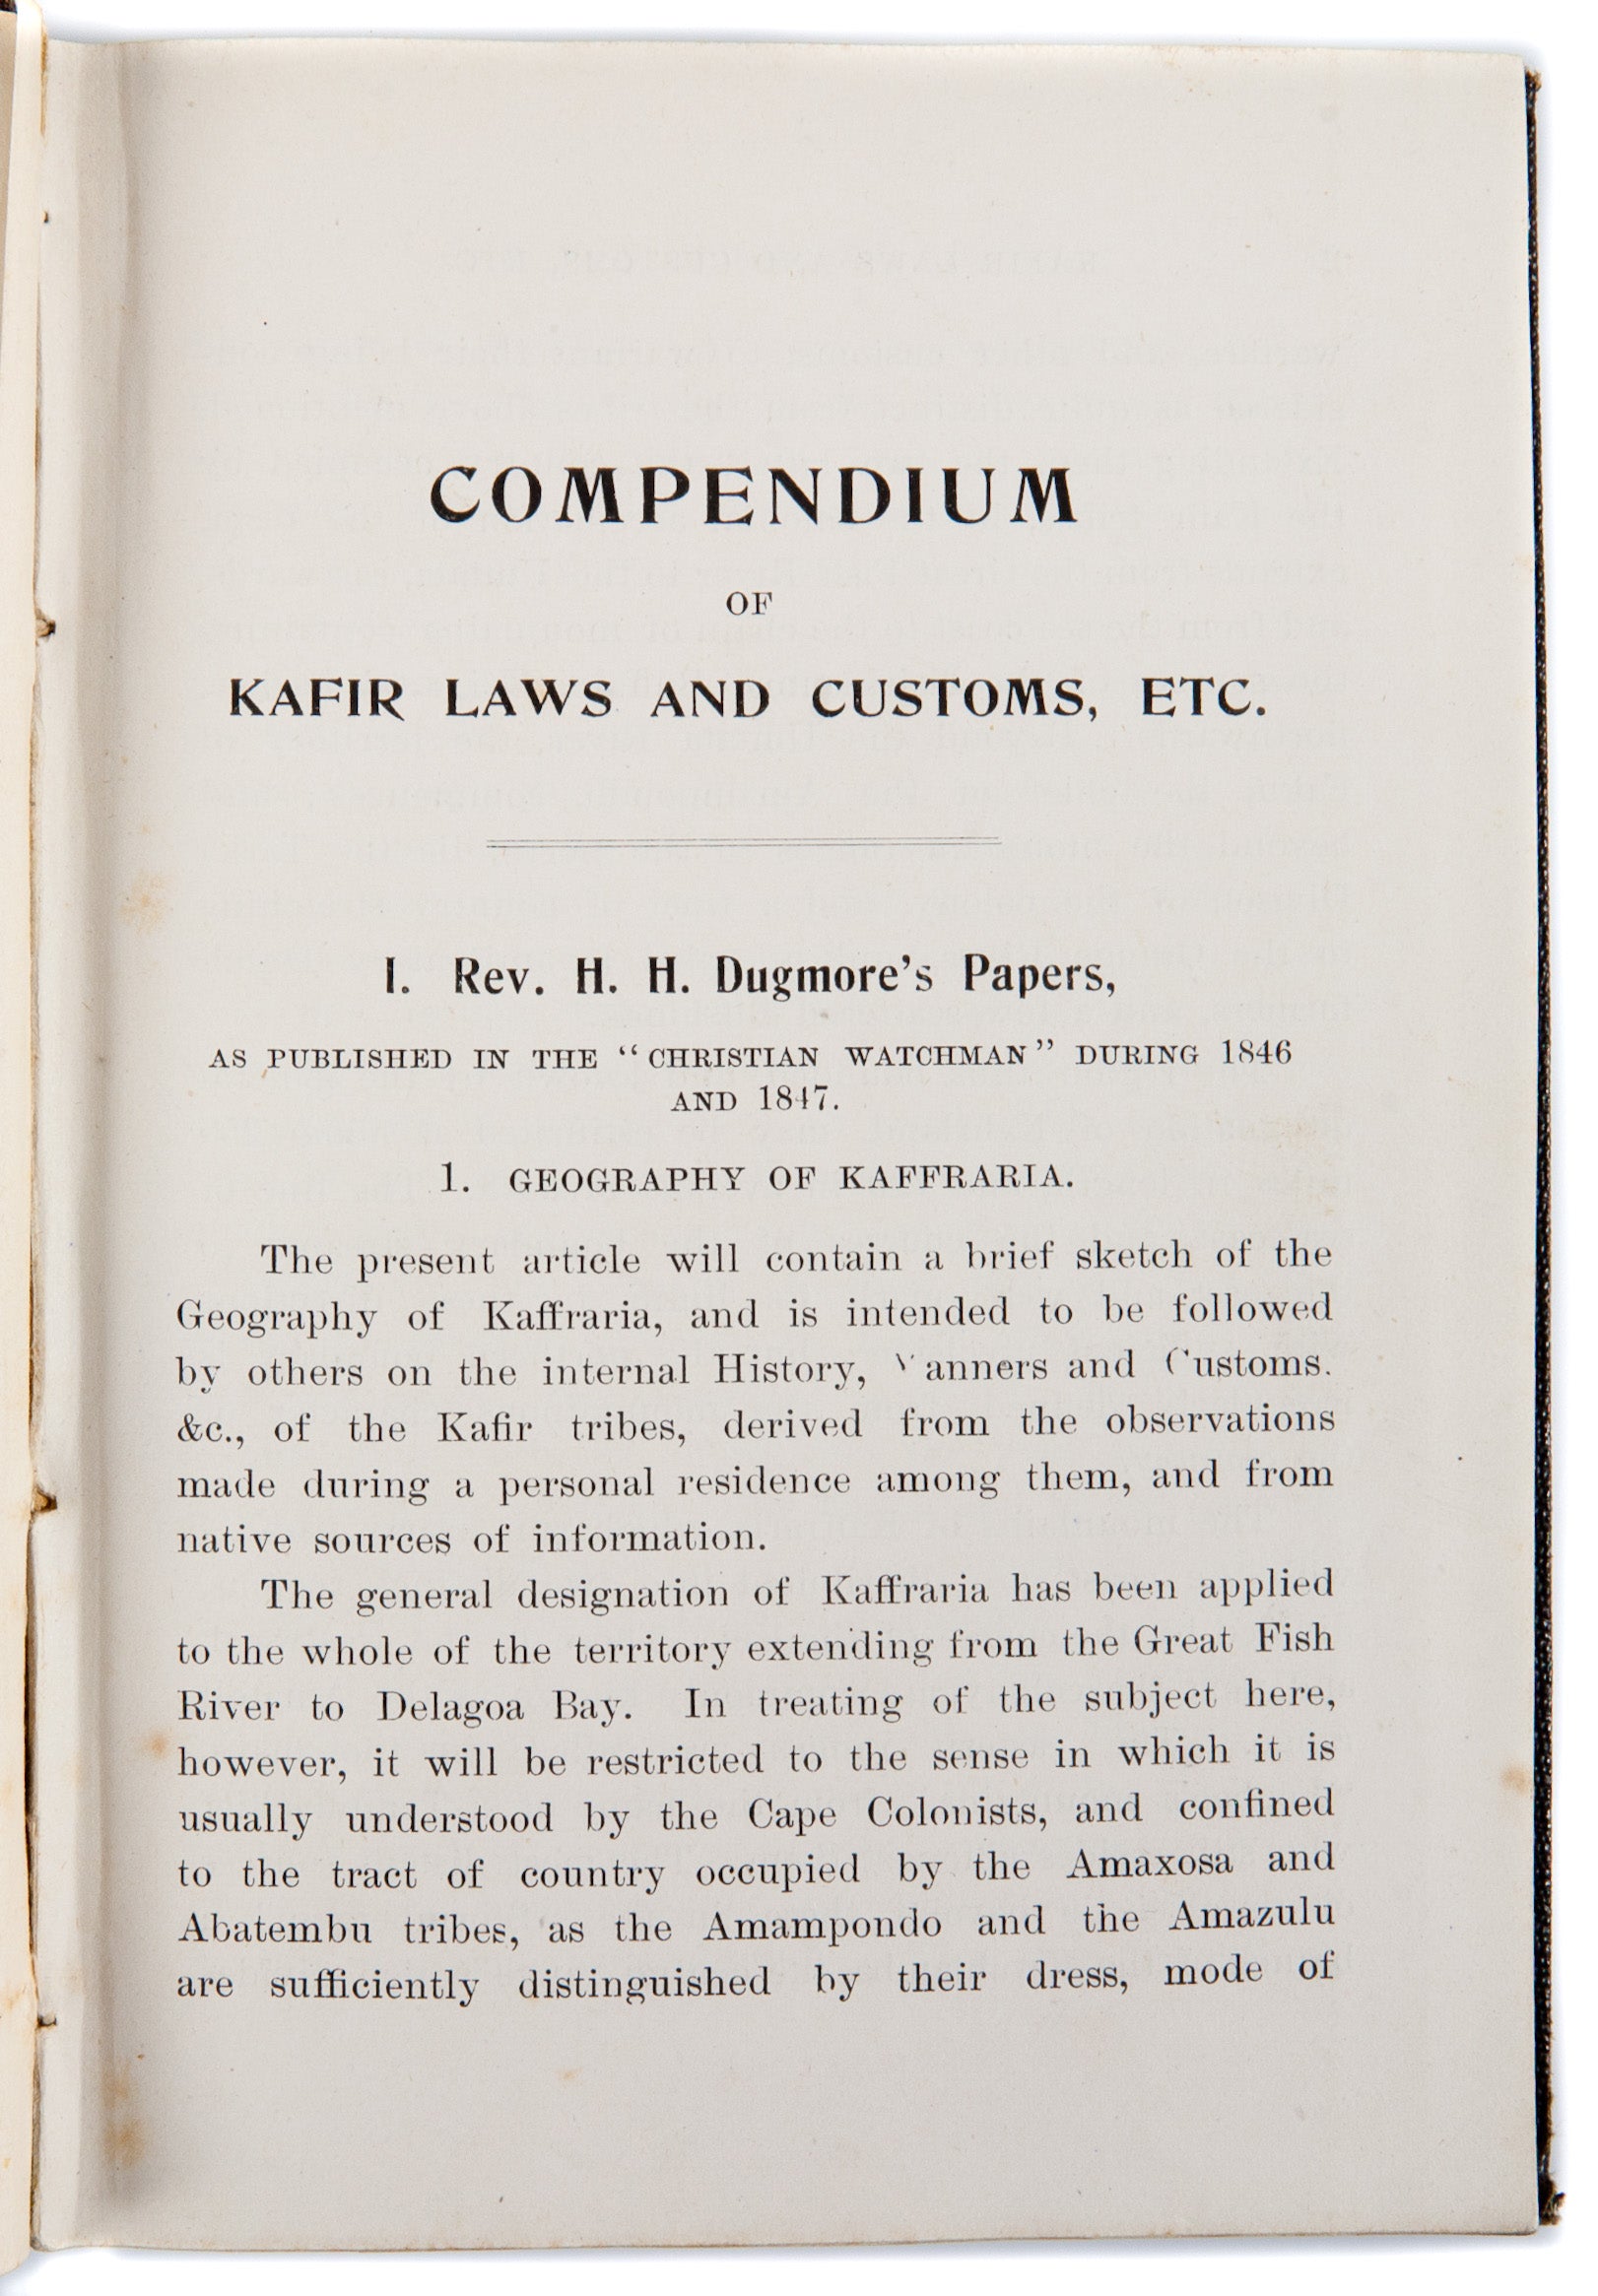 COMPENDIUM
OF
KAFIR LAWS AND CUSTOMS, ETC.
I. Rev. H. H. Dugmore's Papers,
AS PUBLISHED IN THE "CHRISTIAN WATCHMAN" DURING 1846
AND 1847.
1. GEOGRAPHY OF KAFFRARIA.
The present article will contain a brief sketch of the
Geography of Kaffraria, and is intended to be followed
by others on the internal History, Manners and Customs.
&c., of the Kafir tribes, derived from the observations
made during a personal residence among them, and from
native sources of information.
The general designation of Kaffraria has been applied
to the whole of the territory extending from the Great Fish
River to Delagoa Bay. In treating of the subject here,
however, it will be restricted to the sense in which it is
usually understood by the Cape Colonists, and confined
to the tract of country occupied by the Amaxosa and
Abatembu tribes, as the Amampondo and the Amazulu
are sufficiently distinguished by their dress, mode of